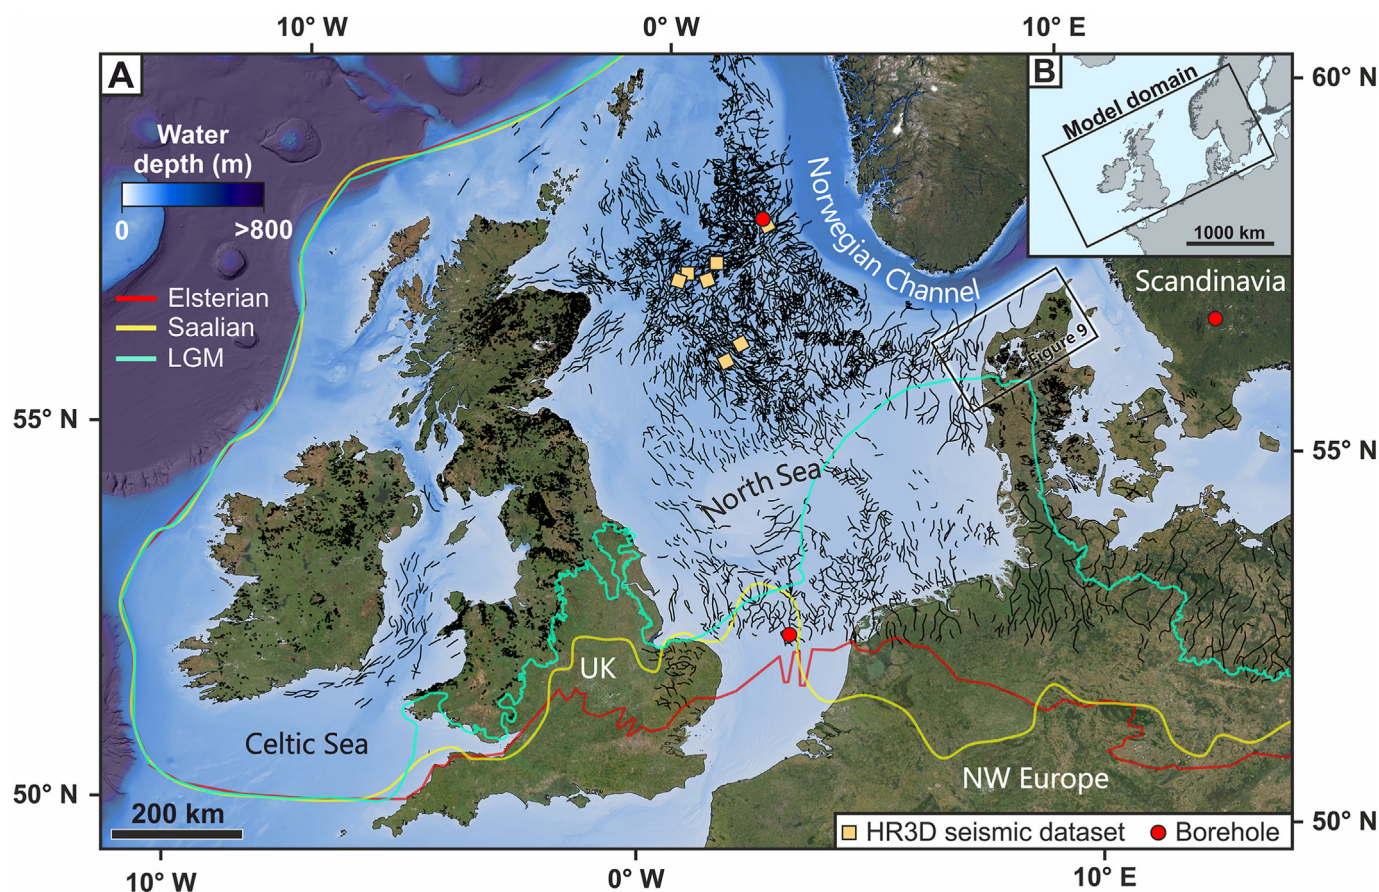 10° W
0° W
10° E
A
B
60° N
Water
depth (m)
0
>800
Model domain
1000 km
Norwegian Channel
Elsterian
Saalian
LGM
Scandinavia
Figure 9
55° N
55° N
North Sea
UK
Celtic Sea
NW Europe
50° N
50° N
200 km
HR3D seismic dataset
Borehole
10° W
0° W
10° E